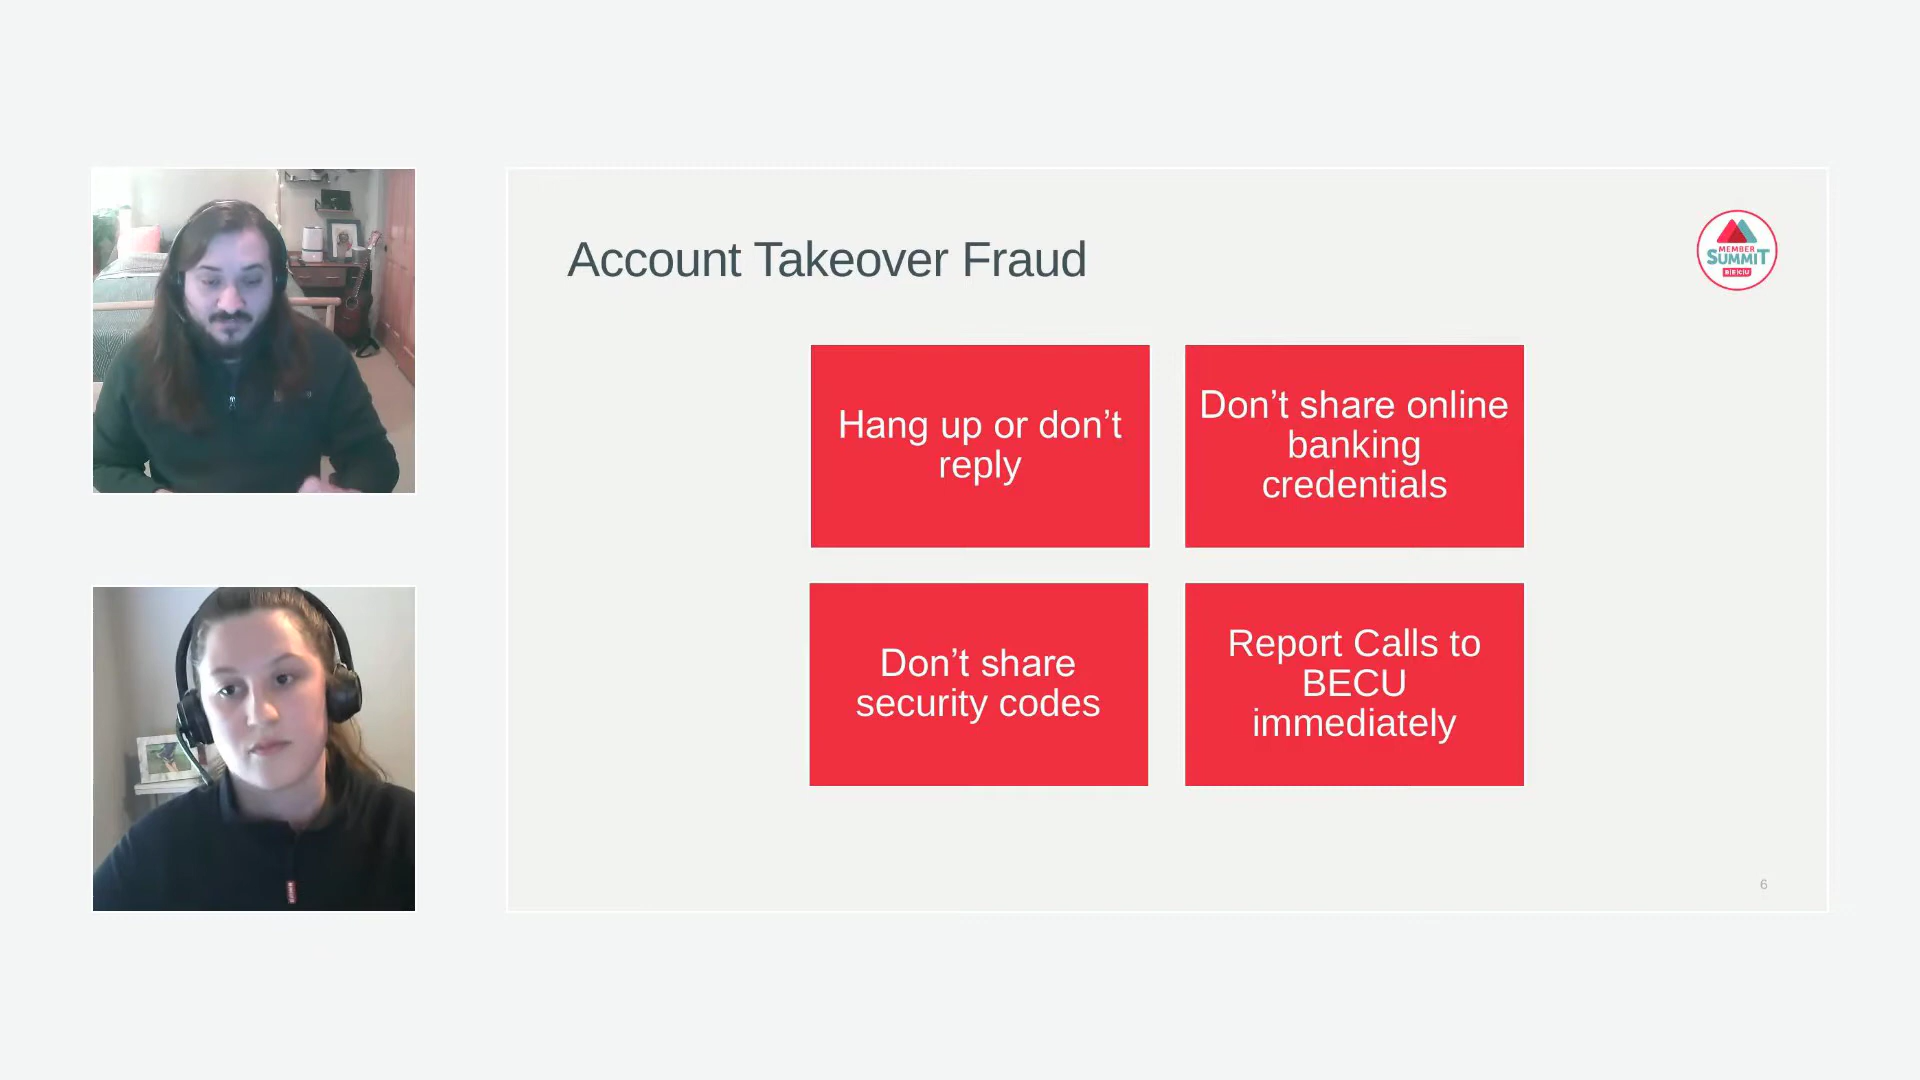 Account Takeover Fraud
MEMBER
SUMMIT
BECU
Hang up or don’t
reply
Don’t share online
banking
credentials
Don’t share
security codes
Report Calls to
BECU
immediately
6